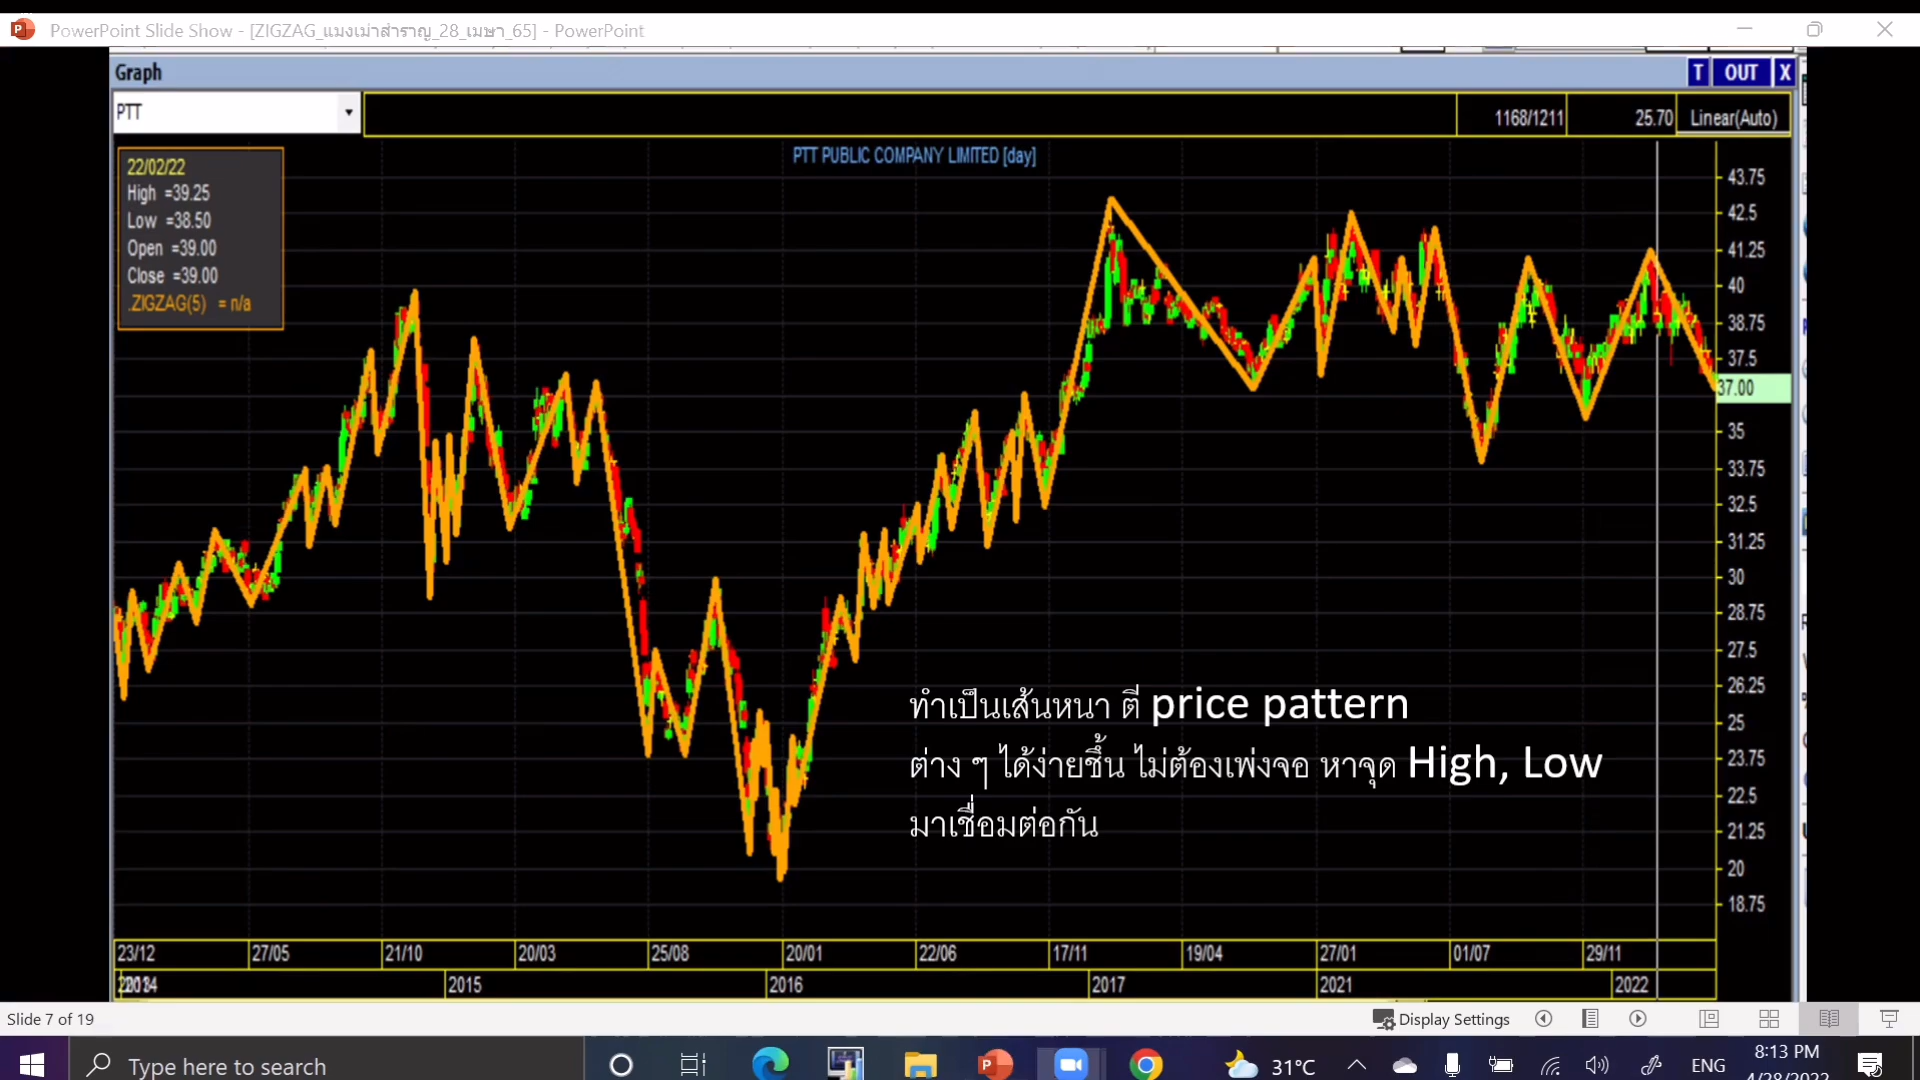 PowerPoint Slide Show - [ZIGZAG_แมงเม่าสำราญ_28_เมษา_65] - PowerPoint
Graph
T OUT X
PTT
1168/1211 25.70 Linear(Auto)
PTT PUBLIC COMPANY LIMITED [day]
22/02/22
High =39.25
Low =38.50
Open =39.00
Close =39.00
.ZIGZAG(5) = n/a
43.75
42.5
41.25
40
38.75
37.5
37.00
35
33.75
32.5
31.25
30
28.75
27.5
26.25
25
23.75
22.5
21.25
20
18.75
ทำเป็นเส้นหนา ตี price pattern
ต่าง ๆ ได้ง่ายขึ้น ไม่ต้องเพ่งจอ หาจุด High, Low
มาเชื่อมต่อกัน
23/12 27/05 21/10 20/03 25/08 20/01 22/06 17/11 19/04 27/01 01/07 29/11
2015 2016 2017 2021 2022
Slide 7 of 19
Display Settings
Type here to search
31°C
ENG
8:13 PM
4/28/2022